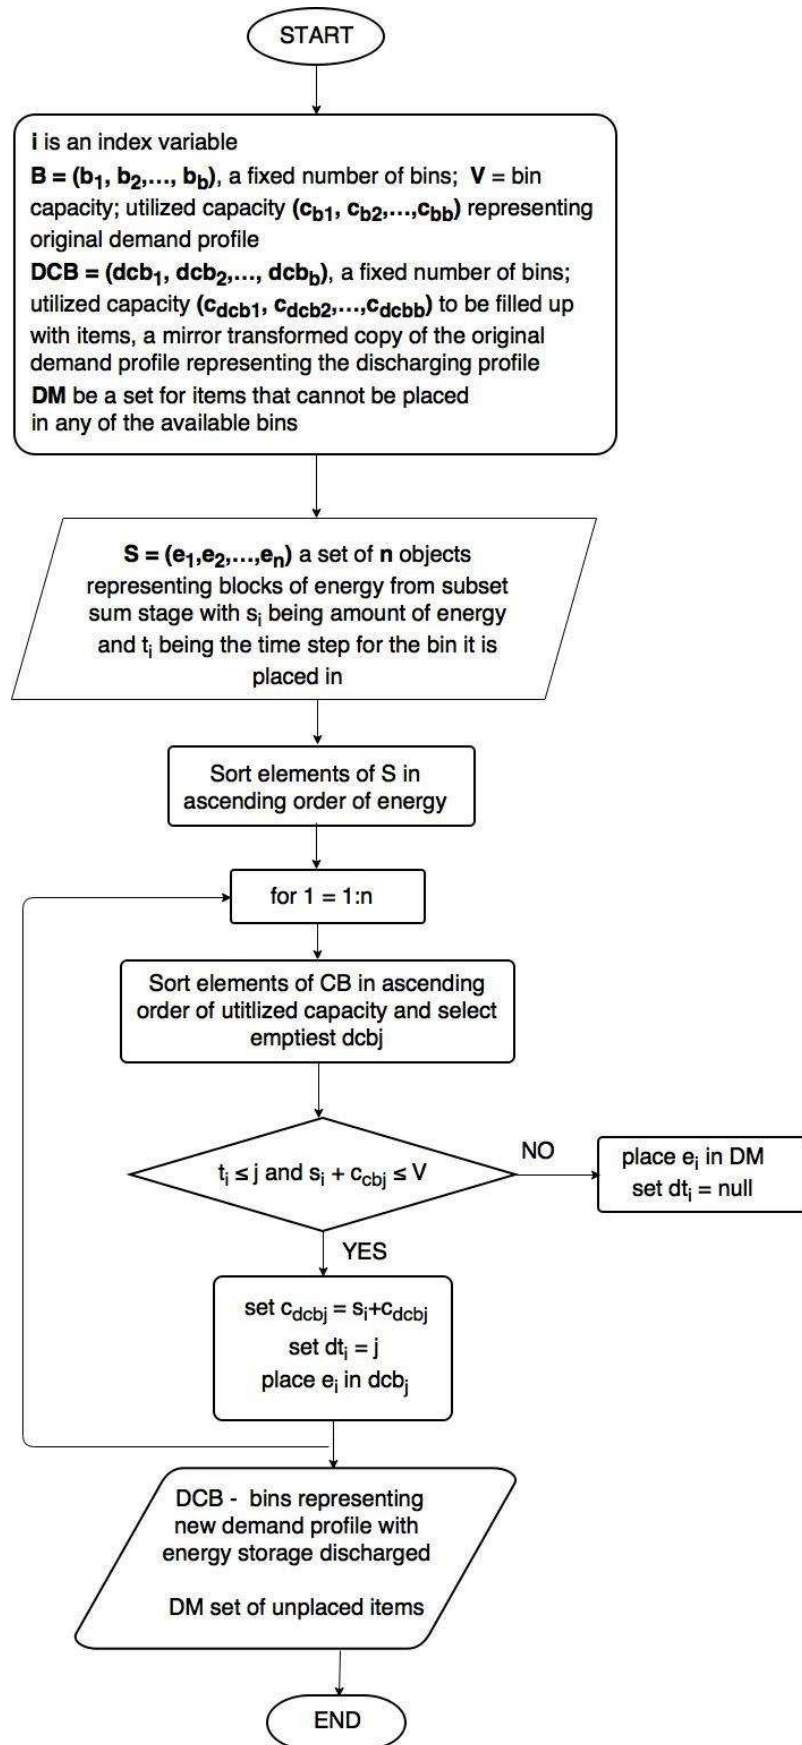 START
i is an index variable
B = (b1, b2,..., bb), a fixed number of bins; V = bin
capacity; utilized capacity (cb1, cb2,...,cbb) representing
original demand profile
DCB = (dcb1, dcb2,..., dcbb), a fixed number of bins;
utilized capacity (cdcb1, cdcb2,...,cdcbb) to be filled up
with items, a mirror transformed copy of the original
demand profile representing the discharging profile
DM be a set for items that cannot be placed
in any of the available bins
S = (e1,e2,...,en) a set of n objects
representing blocks of energy from subset
sum stage with si being amount of energy
and ti being the time step for the bin it is
placed in
Sort elements of S in
ascending order of energy
for 1 = 1:n
Sort elements of CB in ascending
order of utitlized capacity and select
emptiest dcbj
ti ≤ j and si + ccbj ≤ V
NO
place ei in DM
set dti = null
YES
set cdcbj = si+cdcbj
set dti = j
place ei in dcbj
DCB - bins representing
new demand profile with
energy storage discharged
DM set of unplaced items
END